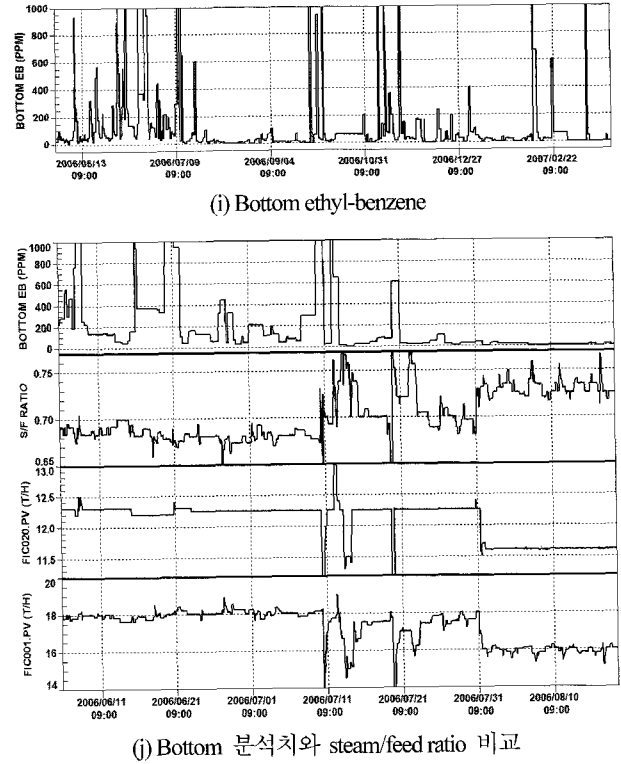 BOTTOM EB (PPM)
1000
800
600
400
200
0
2006/05/13 2006/07/09 2006/09/04 2006/10/31 2006/12/27 2007/02/22
09:00 09:00 09:00 09:00 09:00 09:00
(i) Bottom ethyl-benzene
BOTTOM EB (PPM)
1000
800
600
400
200
0
S/F RATIO
0.75
0.70
0.65
FIC020.PV (T/H)
13.0
12.5
12.0
11.5
FIC001.PV (T/H)
20
18
16
14
2006/06/11 2006/06/21 2006/07/01 2006/07/11 2006/07/21 2006/07/31 2006/08/10
09:00 09:00 09:00 09:00 09:00 09:00 09:00
(j) Bottom 분석치와 steam/feed ratio 비교